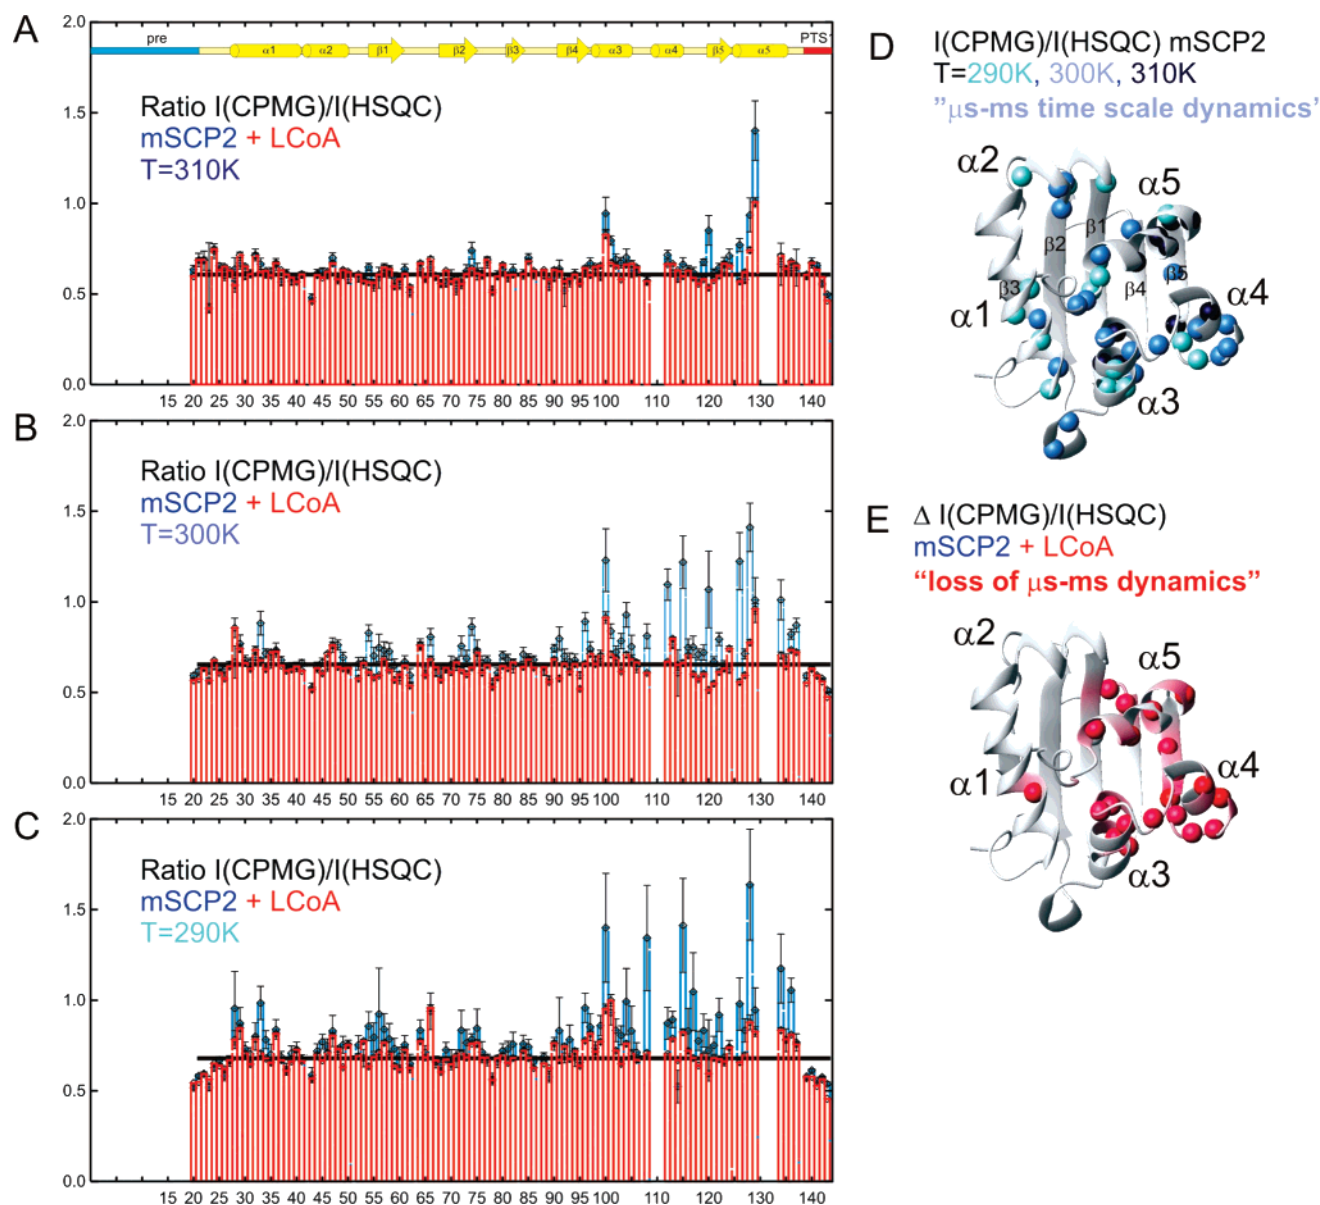 A
2.0
pre
α1
α2
β1
β2
β3
β4
α3
α4
β5
α5
PTS1
1.5
1.0
0.5
0.0
Ratio I(CPMG)/I(HSQC)
mSCP2 + LCoA
T=310K
15 20 25 30 35 40 45 50 55 60 65 70 75 80 85 90 95 100 110 120 130 140
B
2.0
1.5
1.0
0.5
0.0
Ratio I(CPMG)/I(HSQC)
mSCP2 + LCoA
T=300K
15 20 25 30 35 40 45 50 55 60 65 70 75 80 85 90 95 100 110 120 130 140
C
2.0
1.5
1.0
0.5
0.0
Ratio I(CPMG)/I(HSQC)
mSCP2 + LCoA
T=290K
15 20 25 30 35 40 45 50 55 60 65 70 75 80 85 90 95 100 110 120 130 140
D
I(CPMG)/I(HSQC) mSCP2
T=290K, 300K, 310K
”μs-ms time scale dynamics’
α2
α5
β1
β2
β3
β4
β5
α4
α1
α3
E
Δ I(CPMG)/I(HSQC)
mSCP2 + LCoA
“loss of μs-ms dynamics”
α2
α5
α4
α1
α3